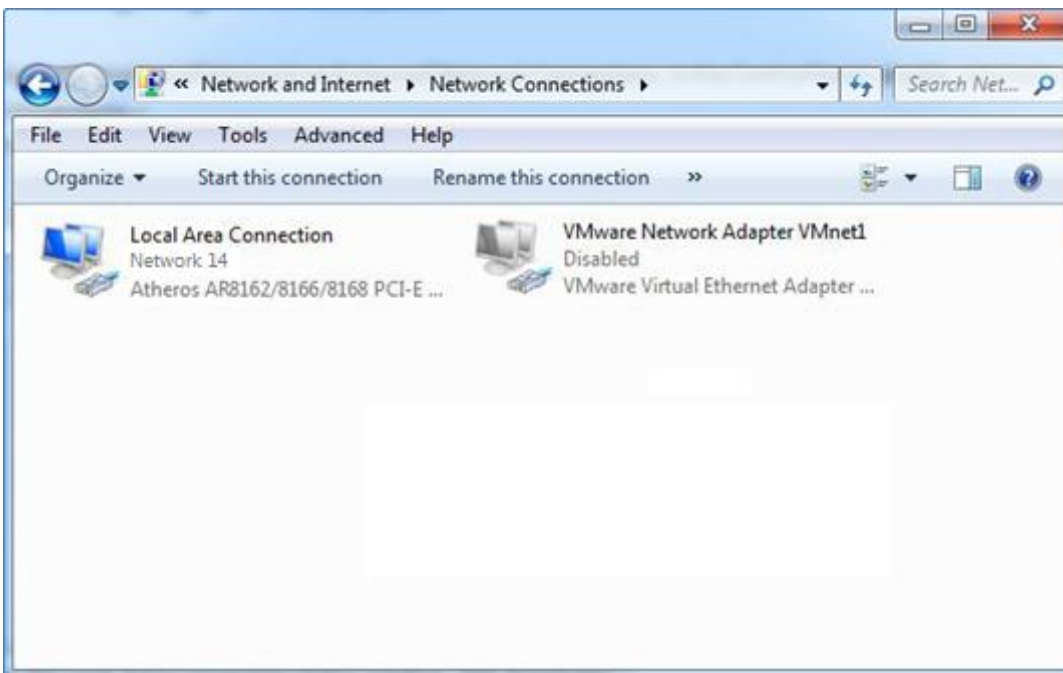 « Network and Internet ▸ Network Connections ▸ Search Net...
File Edit View Tools Advanced Help
Organize Start this connection Rename this connection »
Local Area Connection
Network 14
Atheros AR8162/8166/8168 PCI-E ...
VMware Network Adapter VMnet1
Disabled
VMware Virtual Ethernet Adapter ...